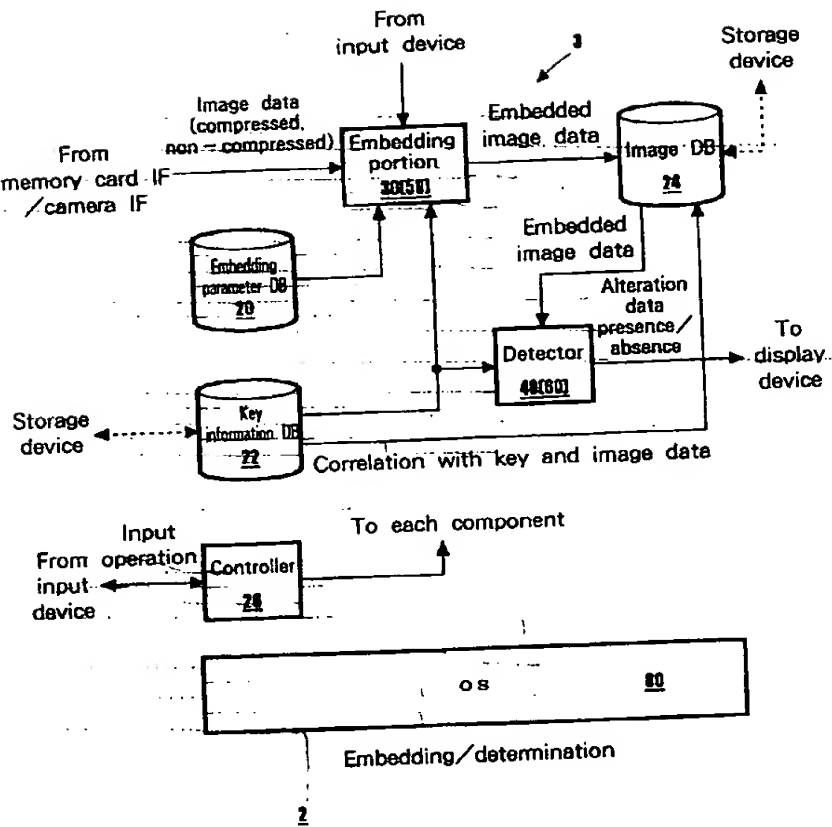 From
input device
3
Storage
device
Image data
(compressed,
non-compressed)
Embedded
image data
From
memory card IF
/camera IF
Embedding
portion
30[50]
Image DB
24
Embedded
image data
Embedding
parameter DB
20
Alteration
data
presence/
absence
To
display
device
Detector
40[60]
Storage
device
Key
information DB
22
Correlation with key and image data
Input
operation
From
input
device
To each component
Controller
26
OS
80
Embedding/determination
2